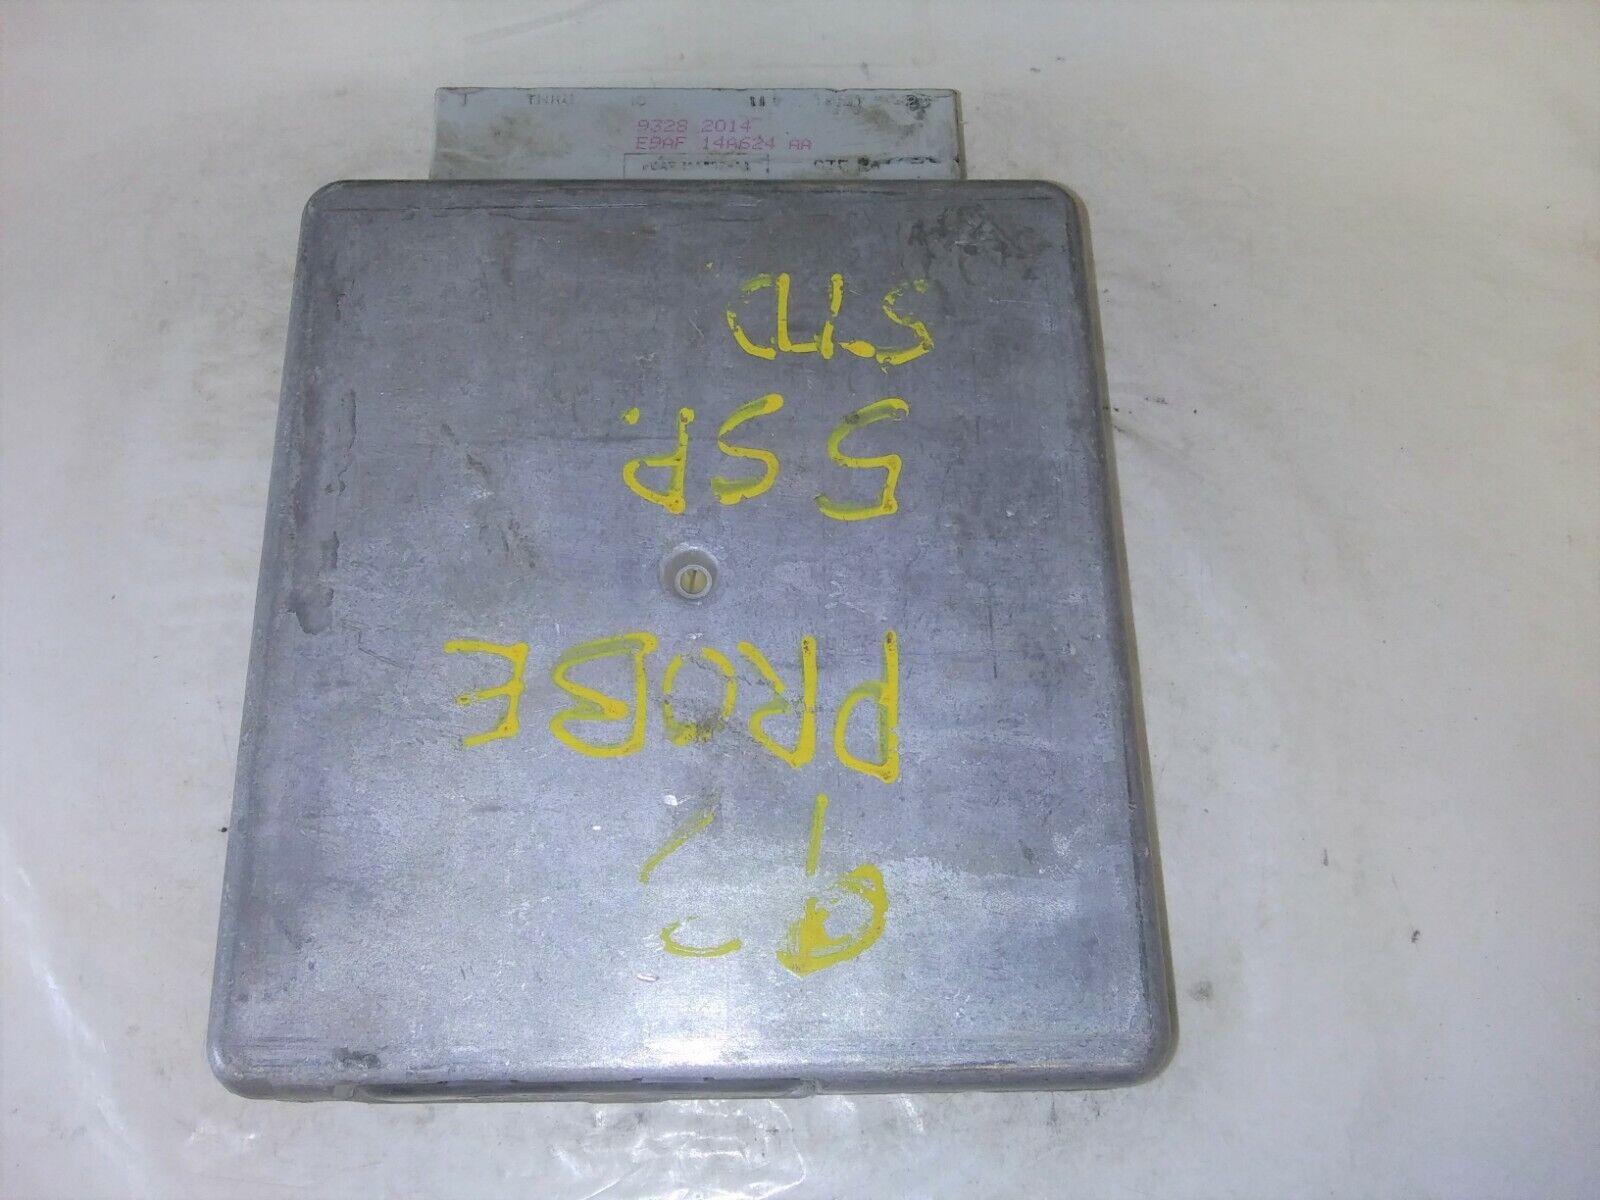 9328 2014
E9AF 14A624 AA
92
PROBE
5 SP.
STD